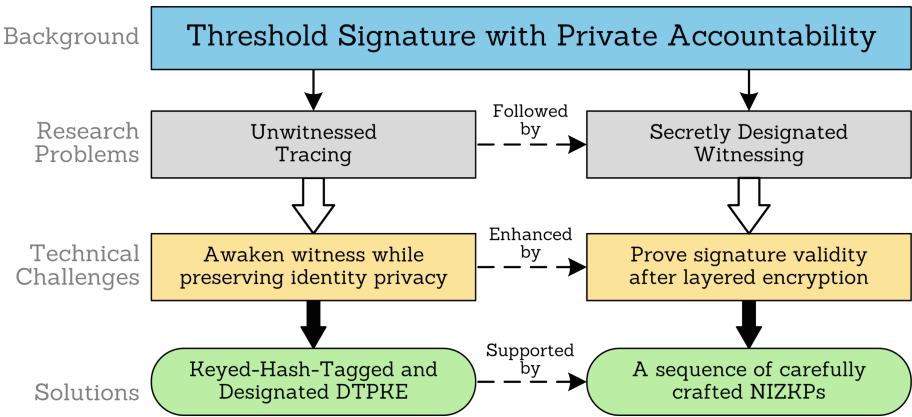 Background
Threshold Signature with Private Accountability
Research
Problems
Unwitnessed
Tracing
Followed
by
Secretly Designated
Witnessing
Technical
Challenges
Awaken witness while
preserving identity privacy
Enhanced
by
Prove signature validity
after layered encryption
Solutions
Keyed-Hash-Tagged and
Designated DTPKE
Supported
by
A sequence of carefully
crafted NIZKPs